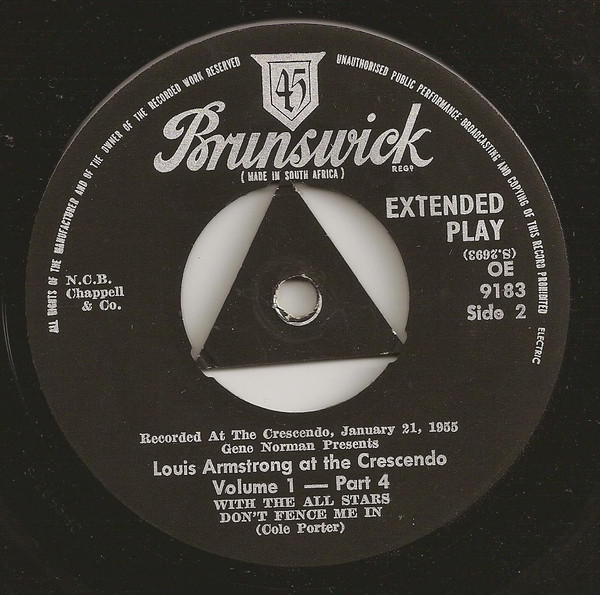 ALL RIGHTS OF THE MANUFACTURER AND OF THE OWNER OF THE RECORDED WORK RESERVED
UNAUTHORISED PUBLIC PERFORMANCE BROADCASTING AND COPYING OF THIS RECORD PROHIBITED ELECTRIC
45
Brunswick
REGD
( MADE IN SOUTH AFRICA )
EXTENDED
PLAY
(S.2693)
OE
9183
Side 2
N.C.B.
Chappell
& Co.
Recorded At The Crescendo, January 21, 1955
Gene Norman Presents
Louis Armstrong at the Crescendo
Volume 1 — Part 4
WITH THE ALL STARS
DON'T FENCE ME IN
(Cole Porter)